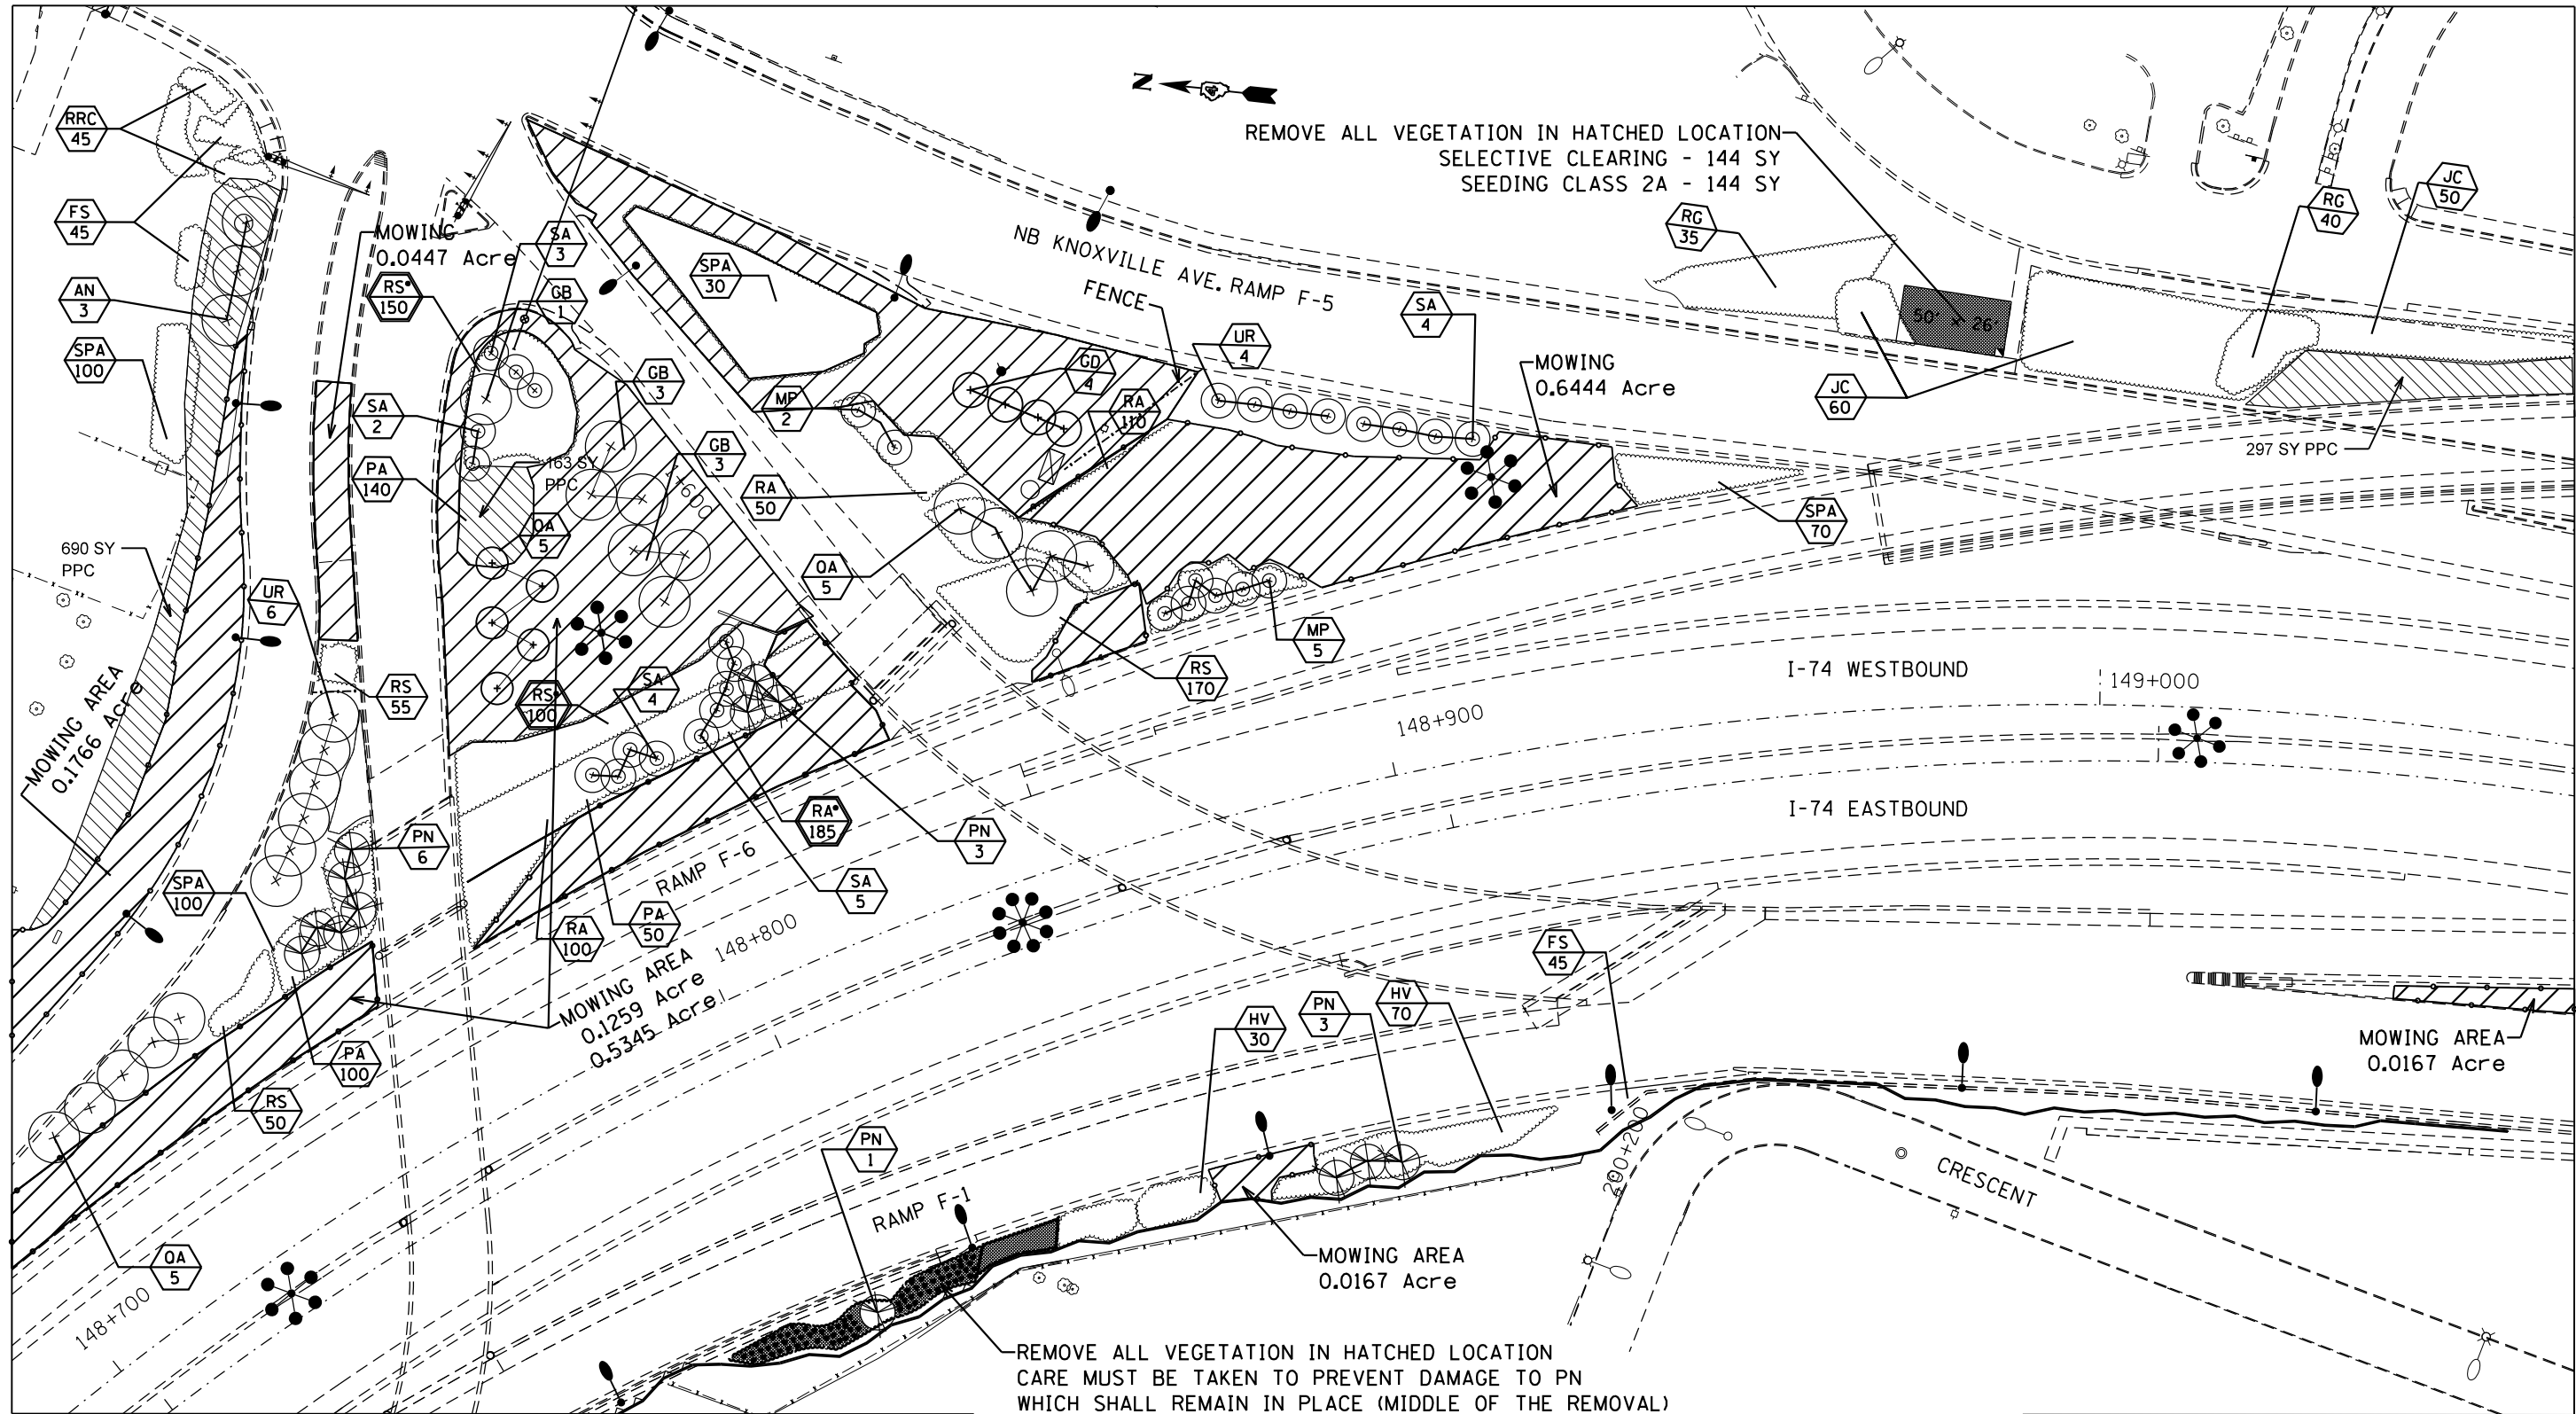 N
REMOVE ALL VEGETATION IN HATCHED LOCATION
SELECTIVE CLEARING - 144 SY
SEEDING CLASS 2A - 144 SY
RRC
45
FS
45
AN
3
SPA
100
MOWING
0.0447 Acre
RS*
150
SA
3
GB
1
SPA
30
NB KNOXVILLE AVE. RAMP F-5
FENCE
RG
35
RG
40
JC
50
50' x 26'
SA
4
UR
4
GD
4
RA
110
MOWING
0.6444 Acre
JC
60
297 SY PPC
SA
2
GB
3
MP
2
PA
140
163 SY
PPC
GB
3
RA
50
OA
5
SPA
70
690 SY
PPC
UR
6
OA
5
MP
5
RS
170
I-74 WESTBOUND
149+000
148+900
I-74 EASTBOUND
MOWING AREA
0.1766 Acre
RS
55
RS*
100
SA
4
RA*
185
PN
3
PN
6
RAMP F-6
SA
5
SPA
100
RA
100
PA
50
148+800
MOWING AREA
0.1259 Acre
0.5345 Acre
FS
45
HV
30
PN
3
HV
70
MOWING AREA
0.0167 Acre
PA
100
RS
50
PN
1
RAMP F-1
200+200
CRESCENT
OA
5
148+700
MOWING AREA
0.0167 Acre
REMOVE ALL VEGETATION IN HATCHED LOCATION
CARE MUST BE TAKEN TO PREVENT DAMAGE TO PN
WHICH SHALL REMAIN IN PLACE (MIDDLE OF THE REMOVAL)